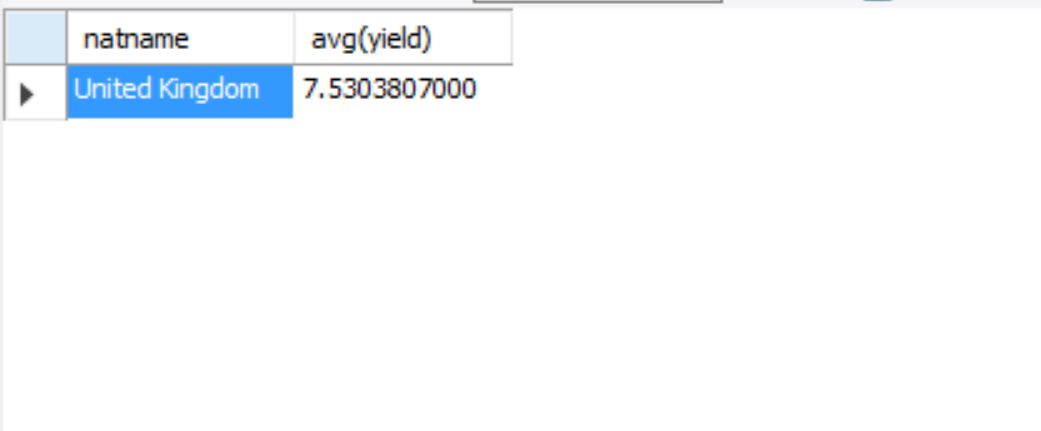 natname avg(yield)
United Kingdom 7.5303807000